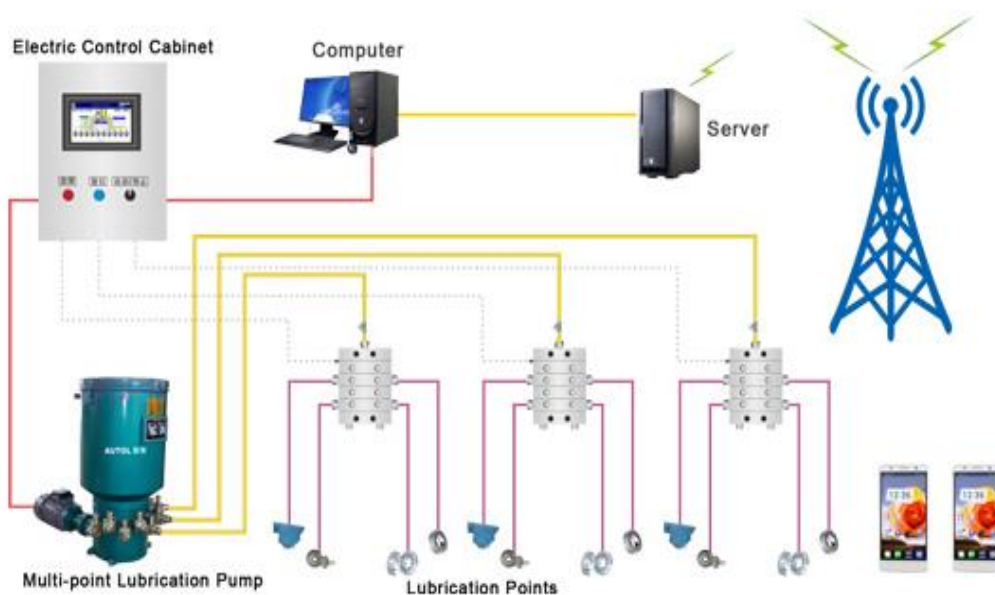 Electric Control Cabinet
Computer
Server
AUTOL
Multi-point Lubrication Pump
Lubrication Points
12:36
12:36